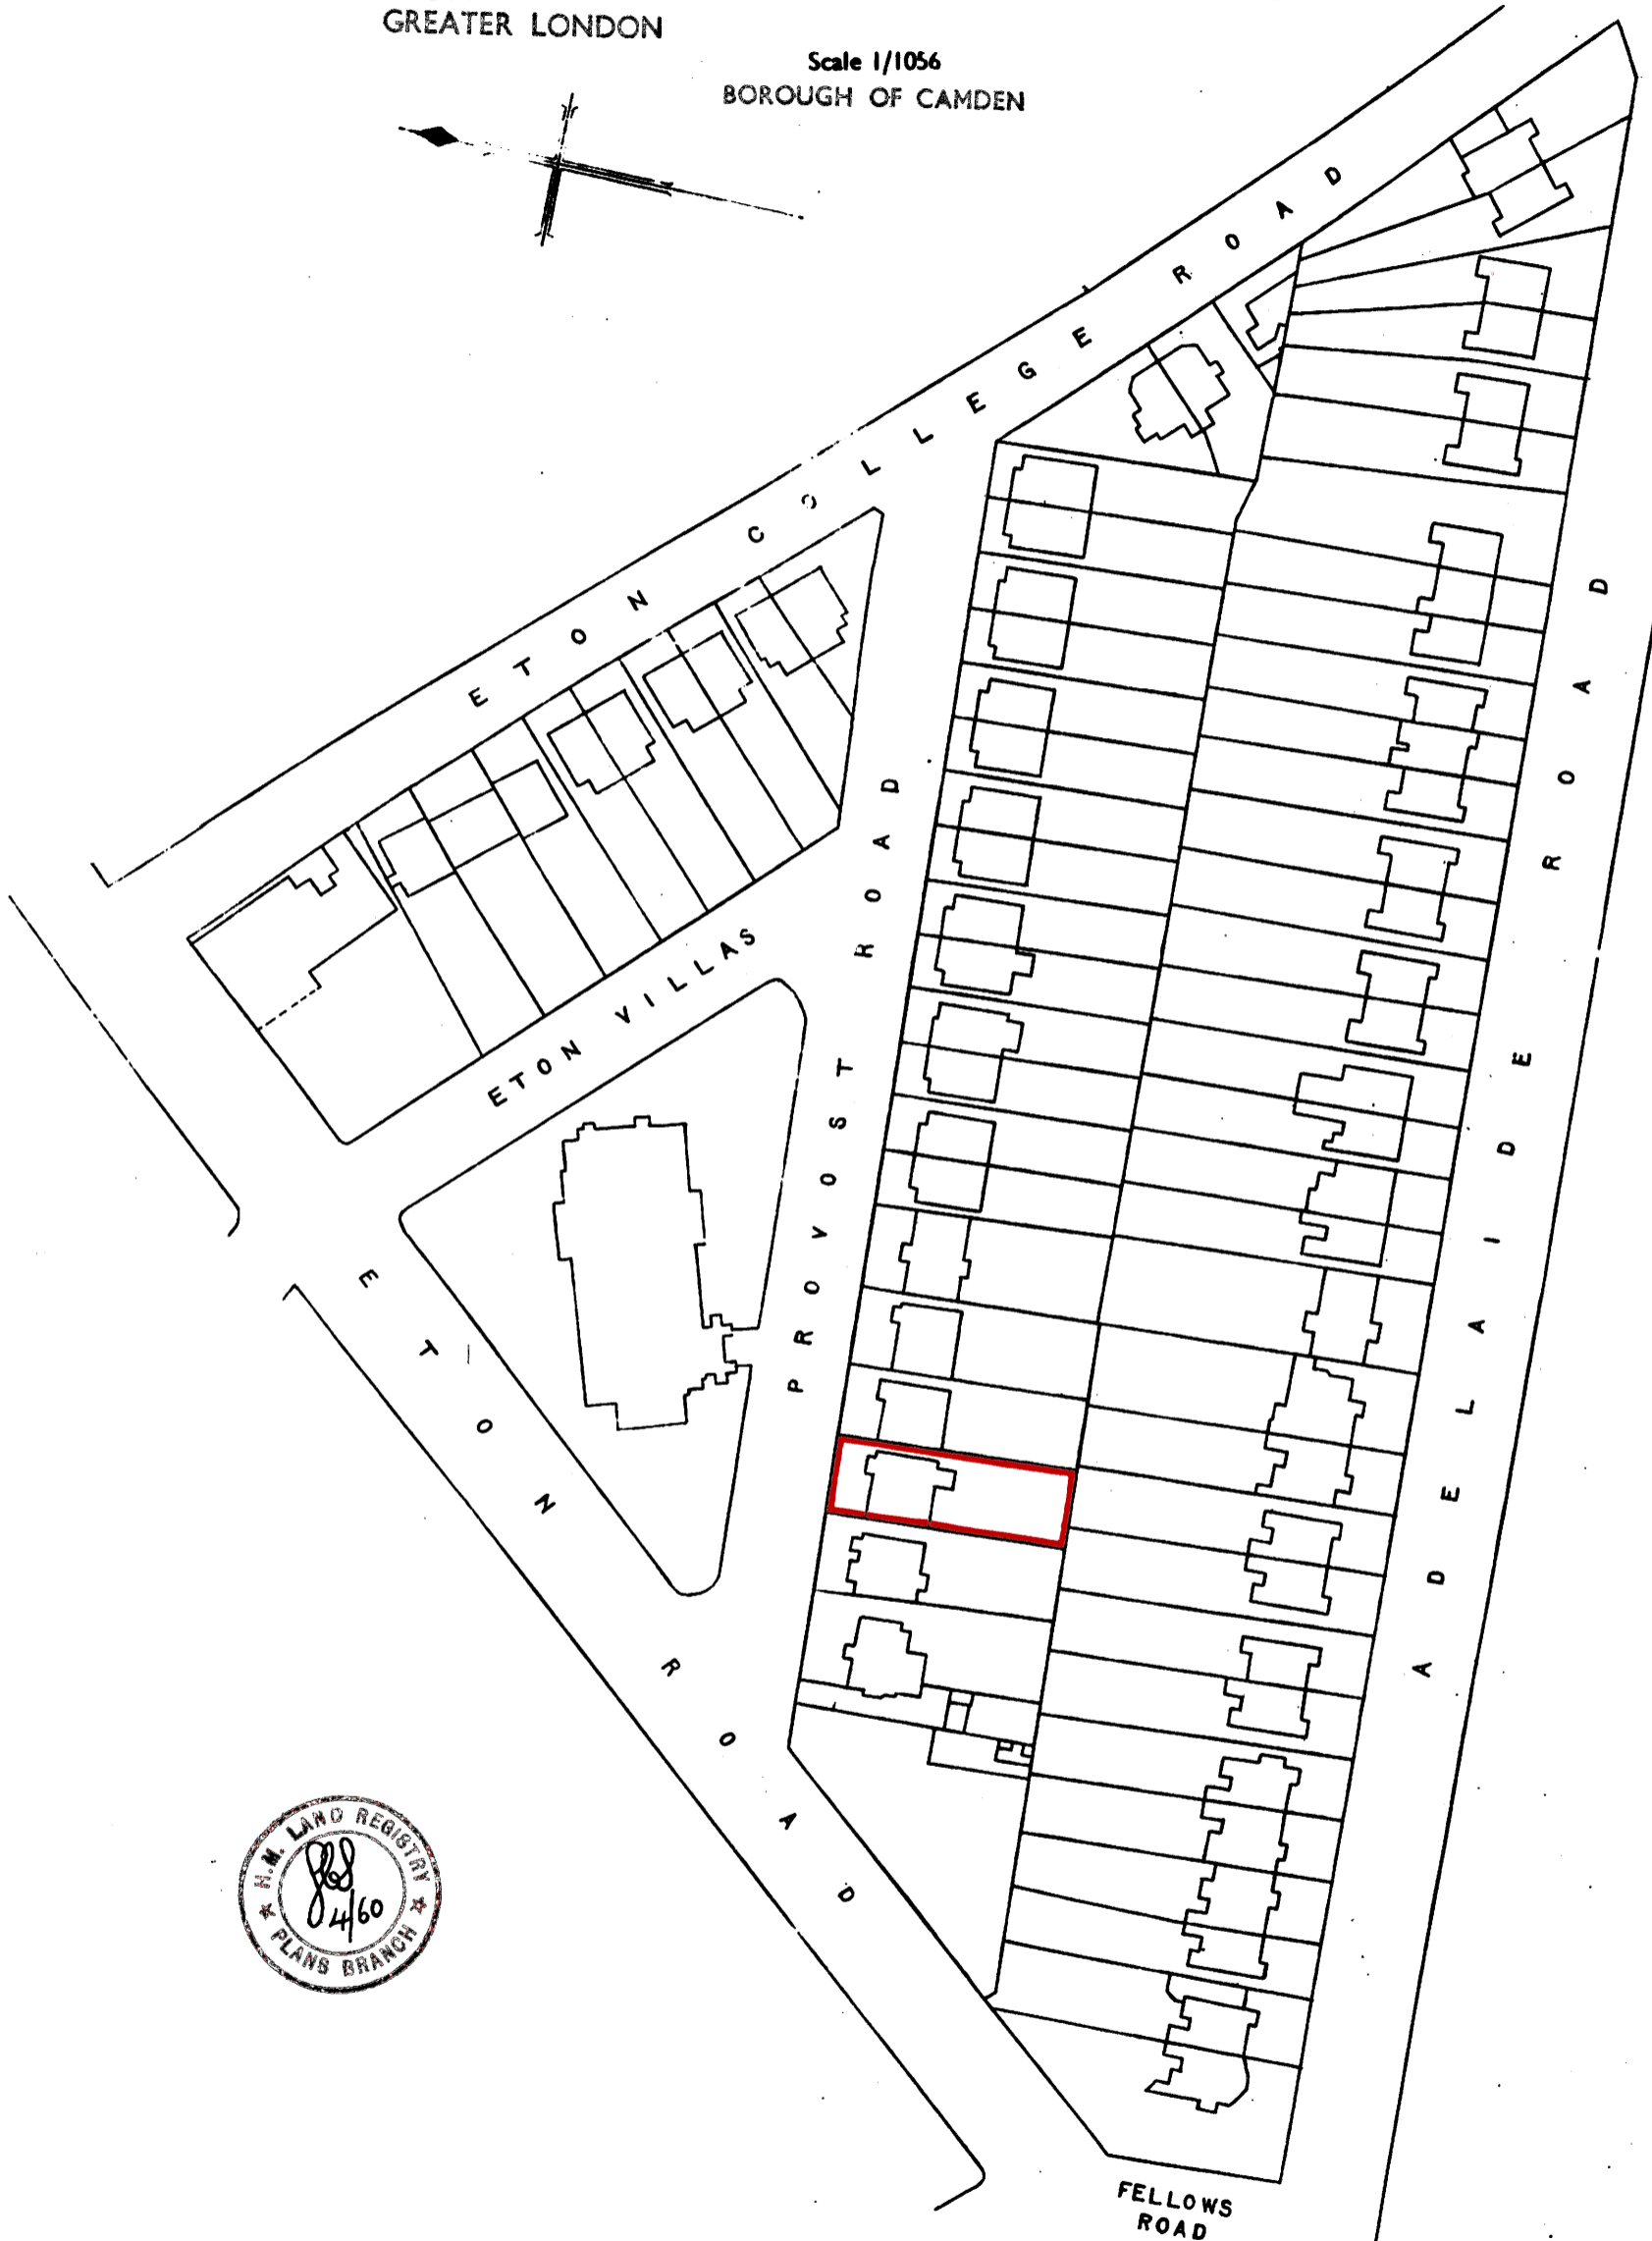 GREATER LONDON
Scale 1/1056
BOROUGH OF CAMDEN
ETON COLLEGE ROAD
ETON VILLAS
PROVOST ROAD
ADELAIDE ROAD
ETON ROAD
FELLOWS
ROAD
H.M. LAND REGISTRY
4/60
PLANS BRANCH